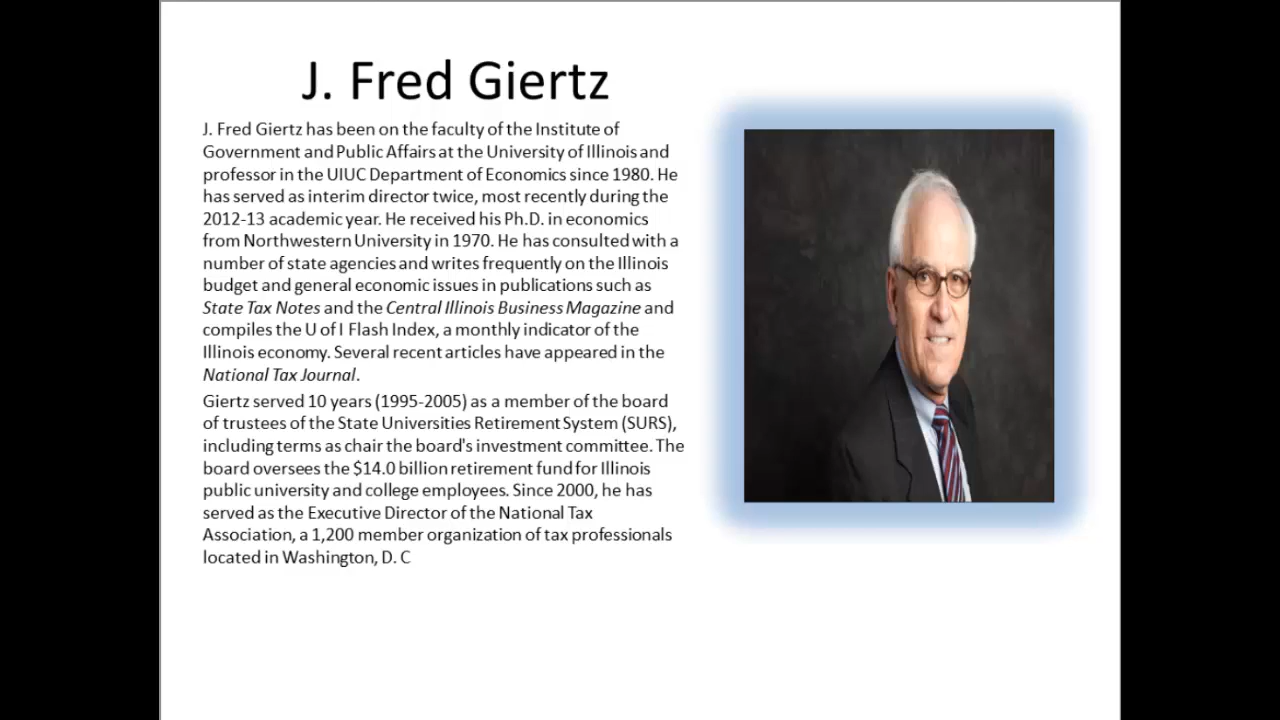 J. Fred Giertz
J. Fred Giertz has been on the faculty of the Institute of
Government and Public Affairs at the University of Illinois and
professor in the UIUC Department of Economics since 1980. He
has served as interim director twice, most recently during the
2012-13 academic year. He received his Ph.D. in economics
from Northwestern University in 1970. He has consulted with a
number of state agencies and writes frequently on the Illinois
budget and general economic issues in publications such as
State Tax Notes and the Central Illinois Business Magazine and
compiles the U of I Flash Index, a monthly indicator of the
Illinois economy. Several recent articles have appeared in the
National Tax Journal.
Giertz served 10 years (1995-2005) as a member of the board
of trustees of the State Universities Retirement System (SURS),
including terms as chair the board's investment committee. The
board oversees the $14.0 billion retirement fund for Illinois
public university and college employees. Since 2000, he has
served as the Executive Director of the National Tax
Association, a 1,200 member organization of tax professionals
located in Washington, D. C